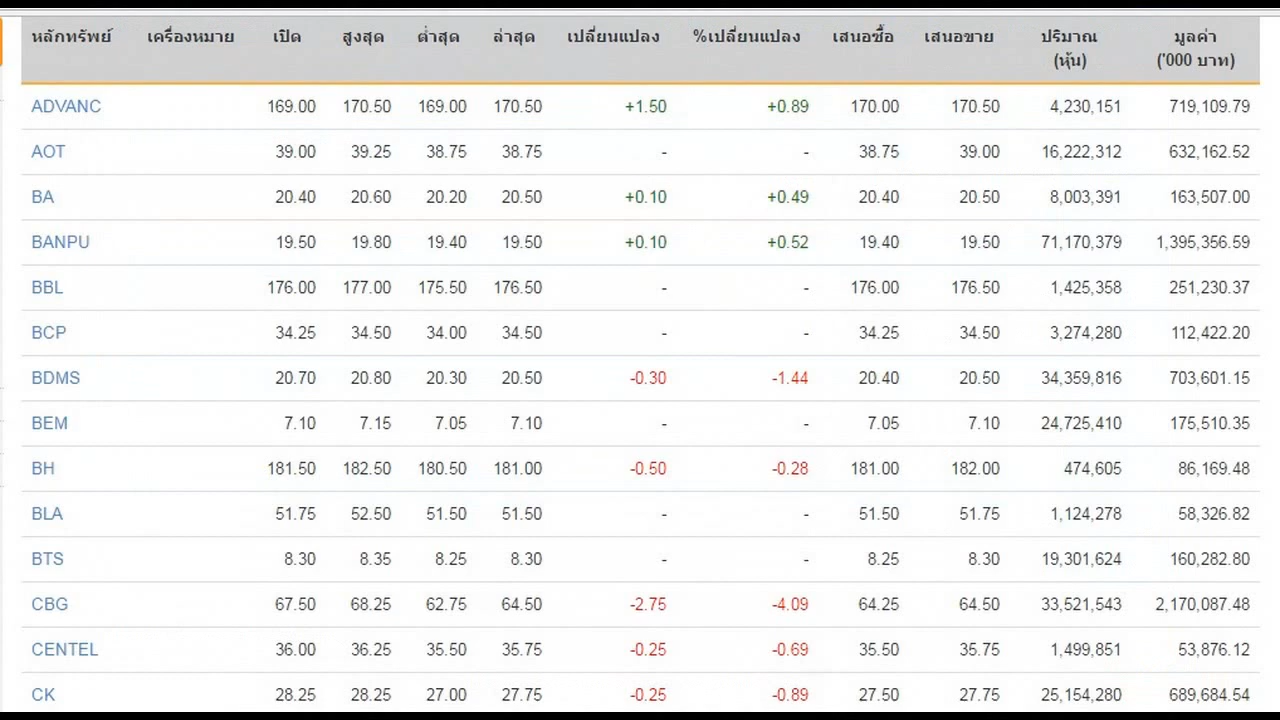 หลักทรัพย์ เครื่องหมาย เปิด สูงสุด ต่ำสุด ล่าสุด เปลี่ยนแปลง %เปลี่ยนแปลง เสนอซื้อ เสนอขาย ปริมาณ มูลค่า
(หุ้น) ('000 บาท)
ADVANC 169.00 170.50 169.00 170.50 +1.50 +0.89 170.00 170.50 4,230,151 719,109.79
AOT 39.00 39.25 38.75 38.75 - - 38.75 39.00 16,222,312 632,162.52
BA 20.40 20.60 20.20 20.50 +0.10 +0.49 20.40 20.50 8,003,391 163,507.00
BANPU 19.50 19.80 19.40 19.50 +0.10 +0.52 19.40 19.50 71,170,379 1,395,356.59
BBL 176.00 177.00 175.50 176.50 - - 176.00 176.50 1,425,358 251,230.37
BCP 34.25 34.50 34.00 34.50 - - 34.25 34.50 3,274,280 112,422.20
BDMS 20.70 20.80 20.30 20.50 -0.30 -1.44 20.40 20.50 34,359,816 703,601.15
BEM 7.10 7.15 7.05 7.10 - - 7.05 7.10 24,725,410 175,510.35
BH 181.50 182.50 180.50 181.00 -0.50 -0.28 181.00 182.00 474,605 86,169.48
BLA 51.75 52.50 51.50 51.50 - - 51.50 51.75 1,124,278 58,326.82
BTS 8.30 8.35 8.25 8.30 - - 8.25 8.30 19,301,624 160,282.80
CBG 67.50 68.25 62.75 64.50 -2.75 -4.09 64.25 64.50 33,521,543 2,170,087.48
CENTEL 36.00 36.25 35.50 35.75 -0.25 -0.69 35.50 35.75 1,499,851 53,876.12
CK 28.25 28.25 27.00 27.75 -0.25 -0.89 27.50 27.75 25,154,280 689,684.54